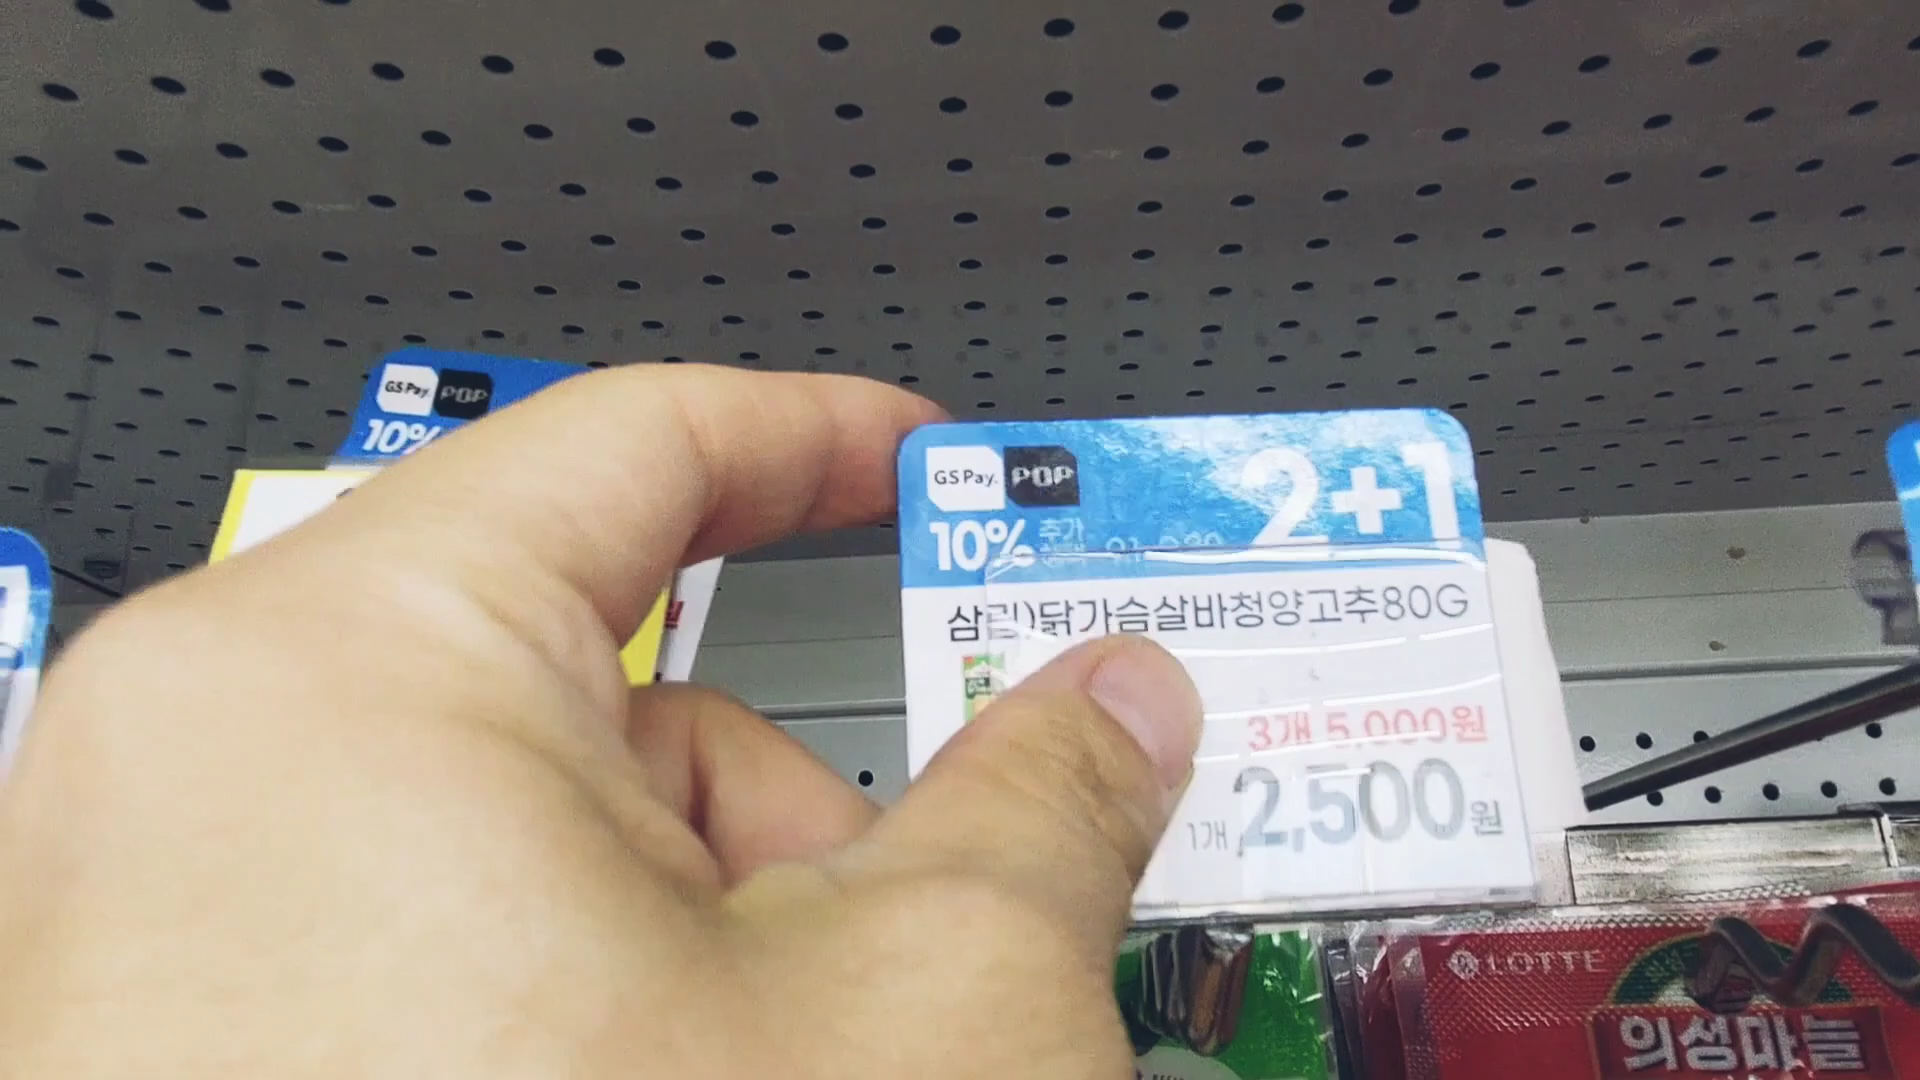 GS Pay. POP
10%
GS Pay. POP
2+1
10% 추가
삼립)닭가슴살바청양고추80G
3개 5,000원
1개 2,500원
LOTTE
의성마늘